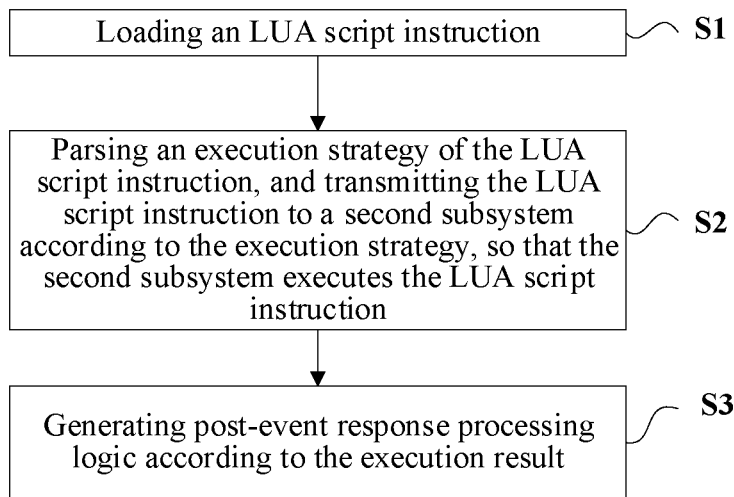 Loading an LUA script instruction
S1
Parsing an execution strategy of the LUA
script instruction, and transmitting the LUA
script instruction to a second subsystem
according to the execution strategy, so that the
second subsystem executes the LUA script
instruction
S2
Generating post-event response processing
logic according to the execution result
S3